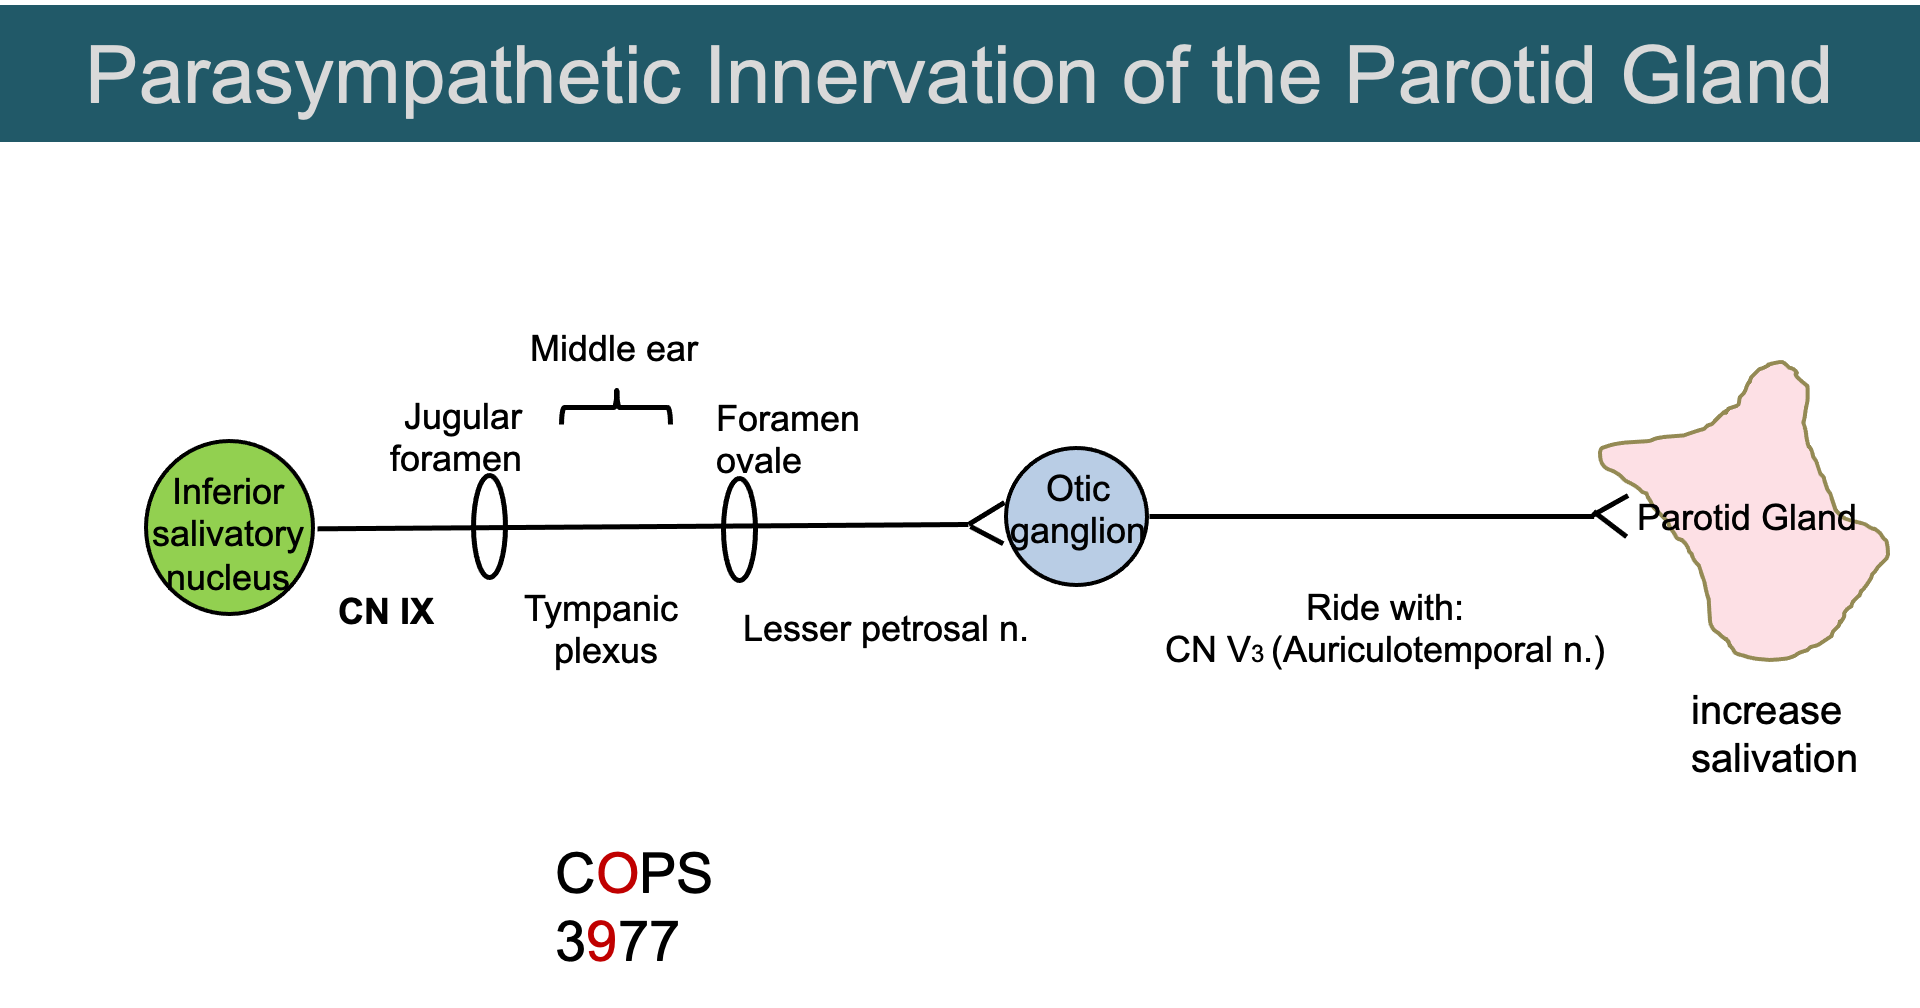 Parasympathetic Innervation of the Parotid Gland
Middle ear
Jugular
foramen
Foramen
ovale
Inferior
salivatory
nucleus
Otic
ganglion
Parotid Gland
CN IX
Tympanic
plexus
Lesser petrosal n.
Ride with:
CN V3 (Auriculotemporal n.)
increase
salivation
COPS
3977